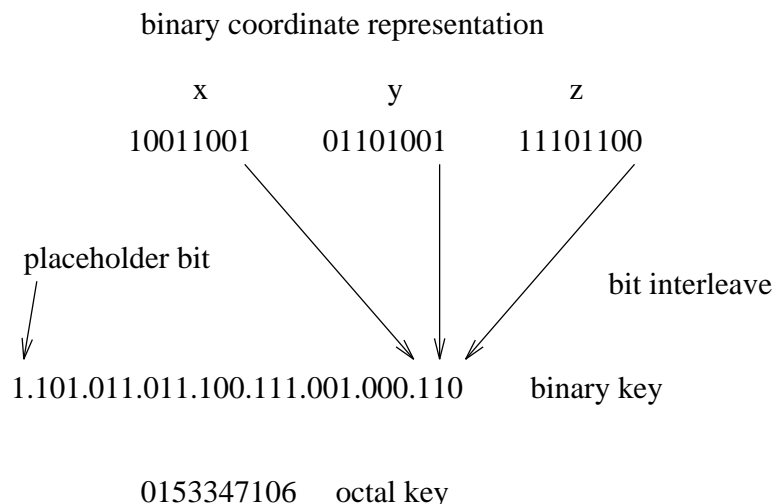 binary coordinate representation
x y z
10011001 01101001 11101100
placeholder bit
bit interleave
1.101.011.011.100.111.001.000.110 binary key
0153347106 octal key